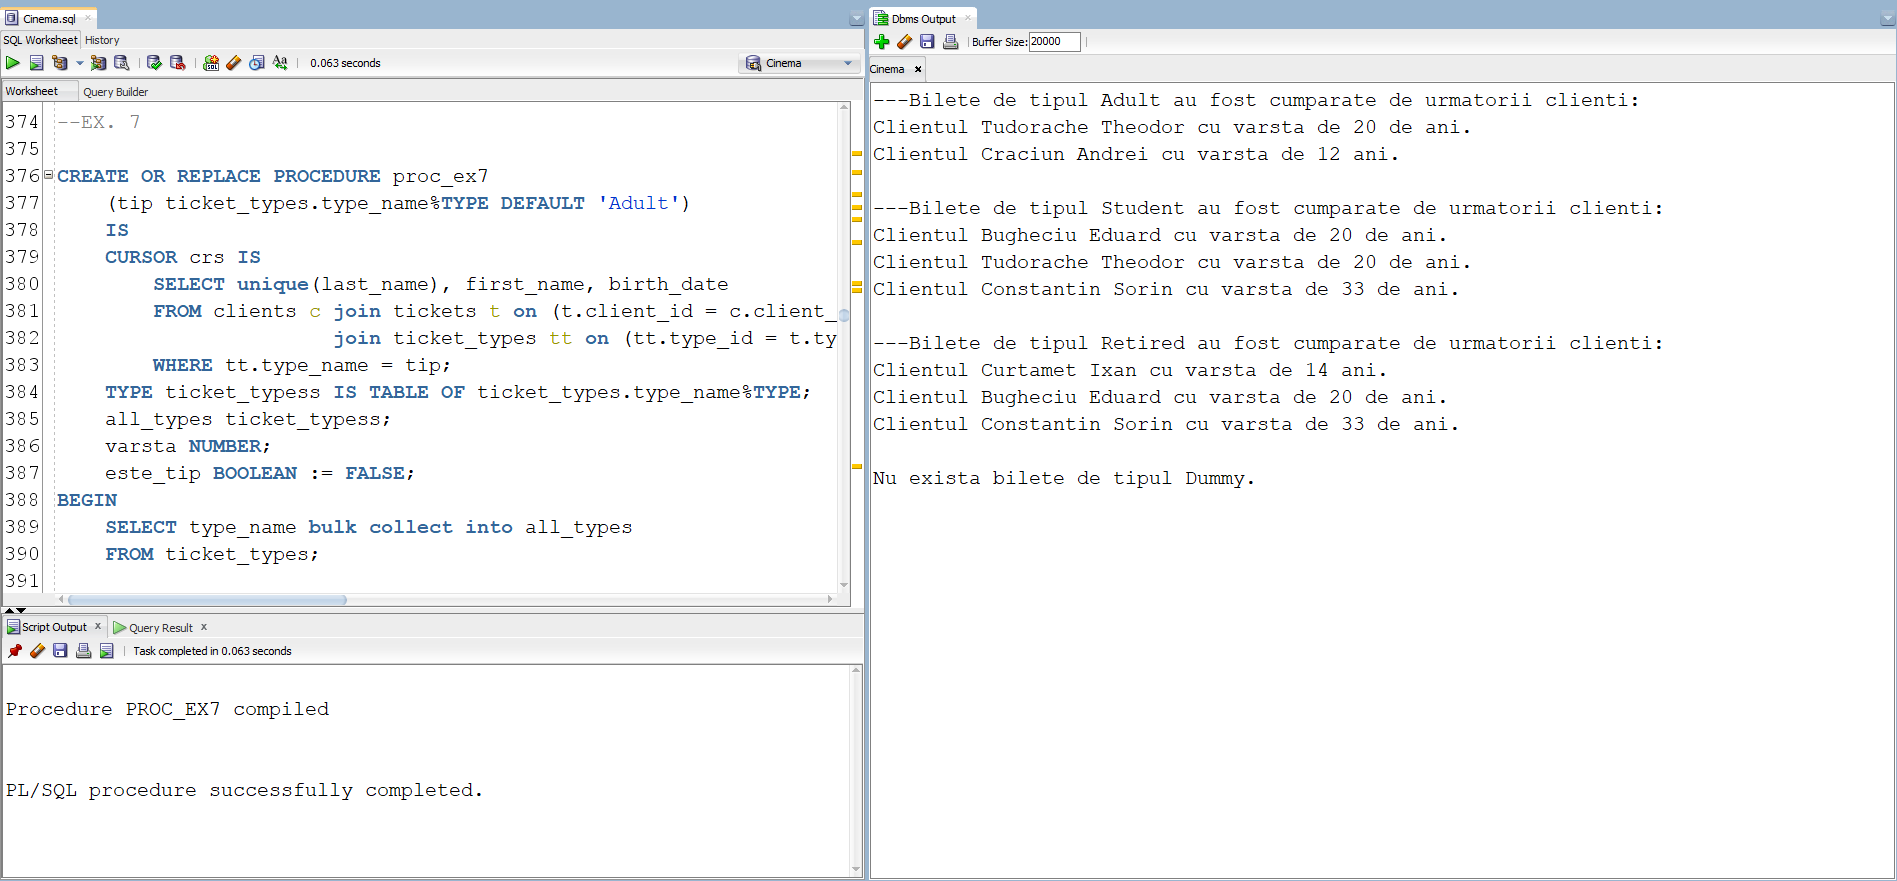 Cinema.sql
SQL Worksheet History
0.063 seconds
Cinema
Worksheet Query Builder
374 --EX. 7
375
376 CREATE OR REPLACE PROCEDURE proc_ex7
377 (tip ticket_types.type_name%TYPE DEFAULT 'Adult')
378 IS
379 CURSOR crs IS
380 SELECT unique(last_name), first_name, birth_date
381 FROM clients c join tickets t on (t.client_id = c.client_
382 join ticket_types tt on (tt.type_id = t.ty
383 WHERE tt.type_name = tip;
384 TYPE ticket_typess IS TABLE OF ticket_types.type_name%TYPE;
385 all_types ticket_typess;
386 varsta NUMBER;
387 este_tip BOOLEAN := FALSE;
388 BEGIN
389 SELECT type_name bulk collect into all_types
390 FROM ticket_types;
391
Script Output x Query Result x
Task completed in 0.063 seconds
Procedure PROC_EX7 compiled
PL/SQL procedure successfully completed.
Dbms Output
Buffer Size: 20000
Cinema x
---Bilete de tipul Adult au fost cumparate de urmatorii clienti:
Clientul Tudorache Theodor cu varsta de 20 de ani.
Clientul Craciun Andrei cu varsta de 12 ani.
---Bilete de tipul Student au fost cumparate de urmatorii clienti:
Clientul Bugheciu Eduard cu varsta de 20 de ani.
Clientul Tudorache Theodor cu varsta de 20 de ani.
Clientul Constantin Sorin cu varsta de 33 de ani.
---Bilete de tipul Retired au fost cumparate de urmatorii clienti:
Clientul Curtamet Ixan cu varsta de 14 ani.
Clientul Bugheciu Eduard cu varsta de 20 de ani.
Clientul Constantin Sorin cu varsta de 33 de ani.
Nu exista bilete de tipul Dummy.